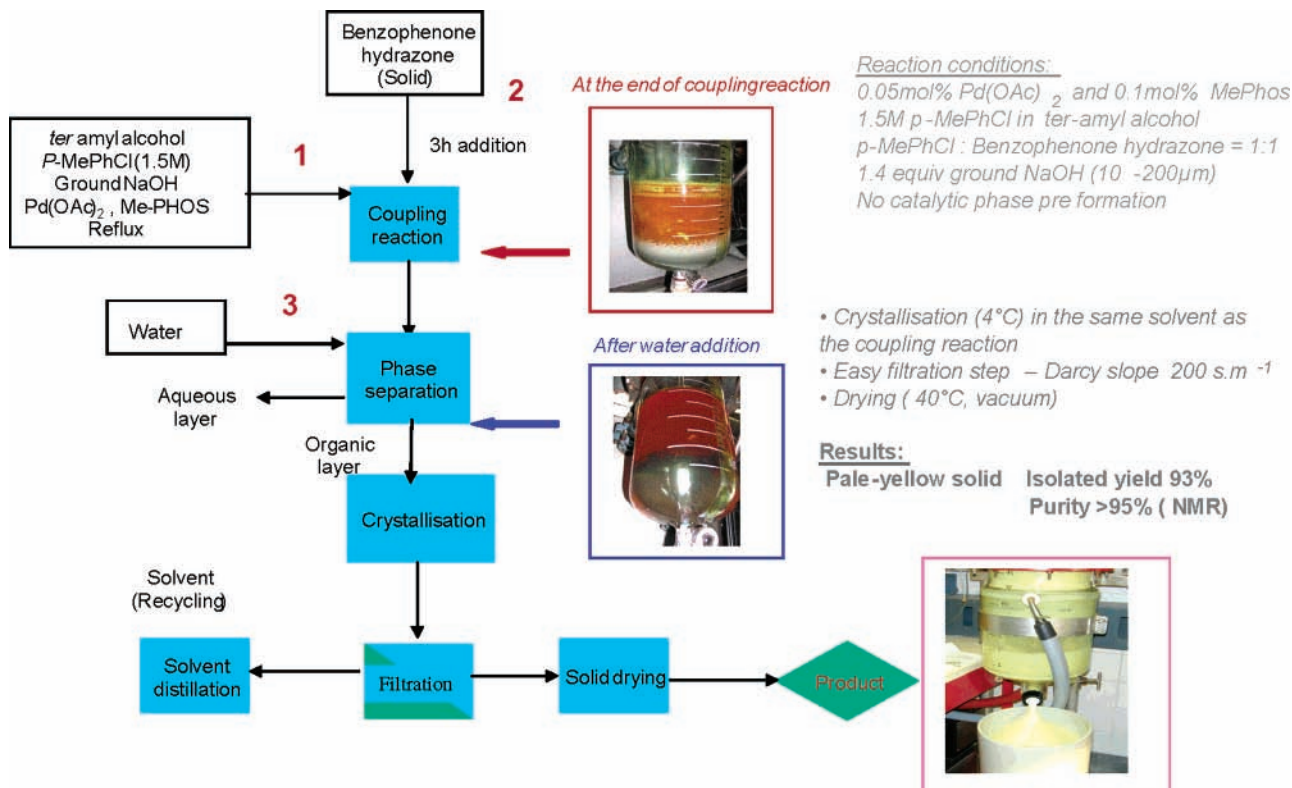 Benzophenone
hydrazone
(Solid)
2
3h addition
ter amyl alcohol
P-MePhCl(1.5M)
Ground NaOH
Pd(OAc)2 , Me-PHOS
Reflux
1
Coupling
reaction
At the end of couplingreaction
Reaction conditions:
0.05mol% Pd(OAc) 2 and 0.1mol% MePhos
1.5M p -MePhCl in ter-amyl alcohol
p-MePhCl : Benzophenone hydrazone = 1:1
1.4 equiv ground NaOH (10 -200µm)
No catalytic phase pre formation
3
Water
Phase
separation
Aqueous
layer
Organic
layer
After water addition
• Crystallisation (4°C) in the same solvent as
the coupling reaction
• Easy filtration step – Darcy slope 200 s.m -1
• Drying ( 40°C, vacuum)
Results:
Pale-yellow solid Isolated yield 93%
Purity >95% ( NMR)
Crystallisation
Solvent
(Recycling)
Solvent
distillation
Filtration
Solid drying
Product